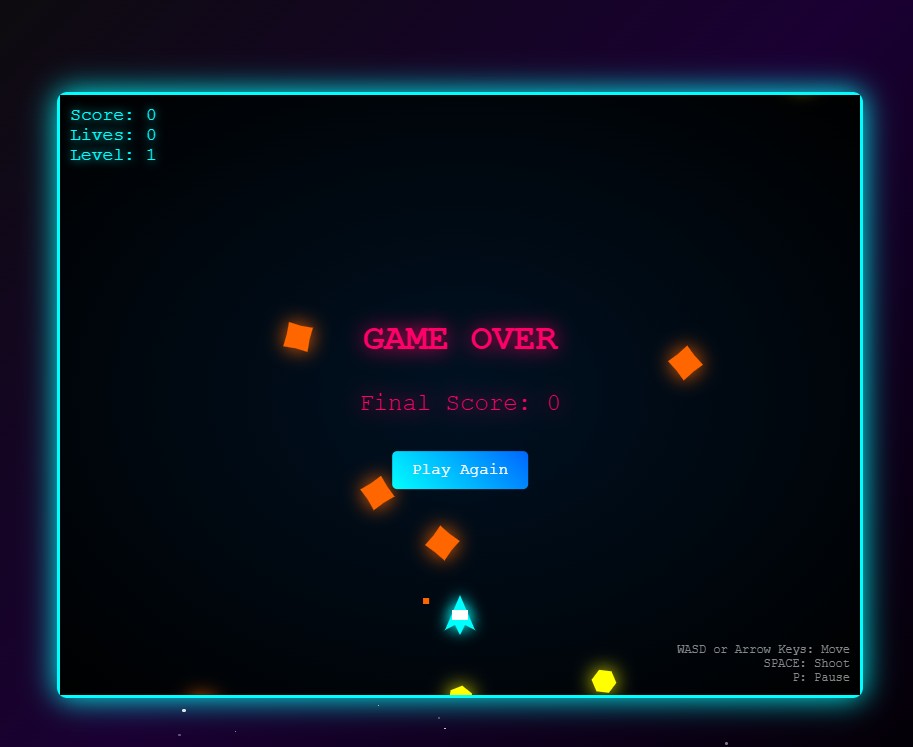 Score: 0
Lives: 0
Level: 1
GAME OVER
Final Score: 0
Play Again
WASD or Arrow Keys: Move
SPACE: Shoot
P: Pause